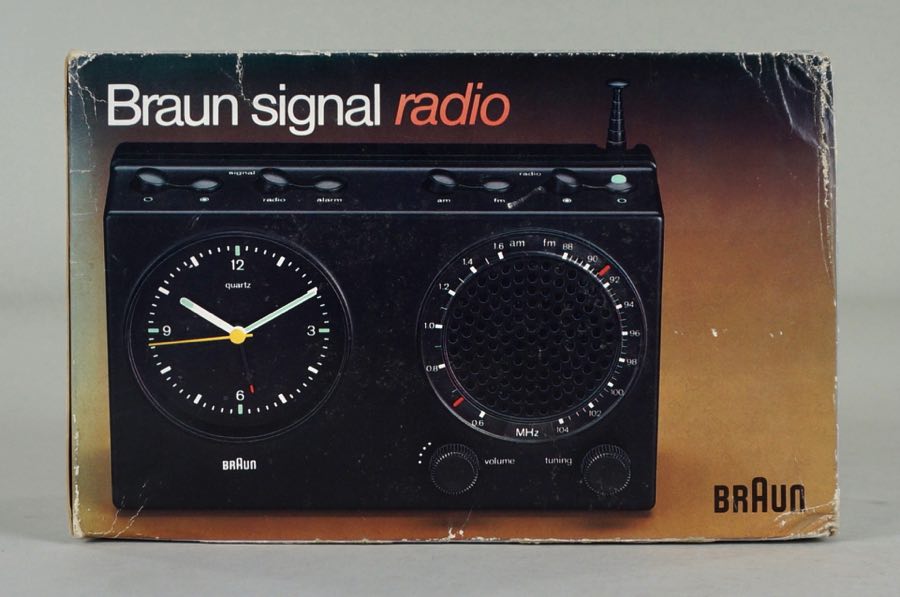 Braun signal radio
signal
radio
radio alarm
am fm
12
3
6
9
quartz
BRAUN
am fm
1.6
1.4
1.2
1.0
0.8
0.6
88
90
92
94
96
98
100
102
104
MHz
volume tuning
BRAUN